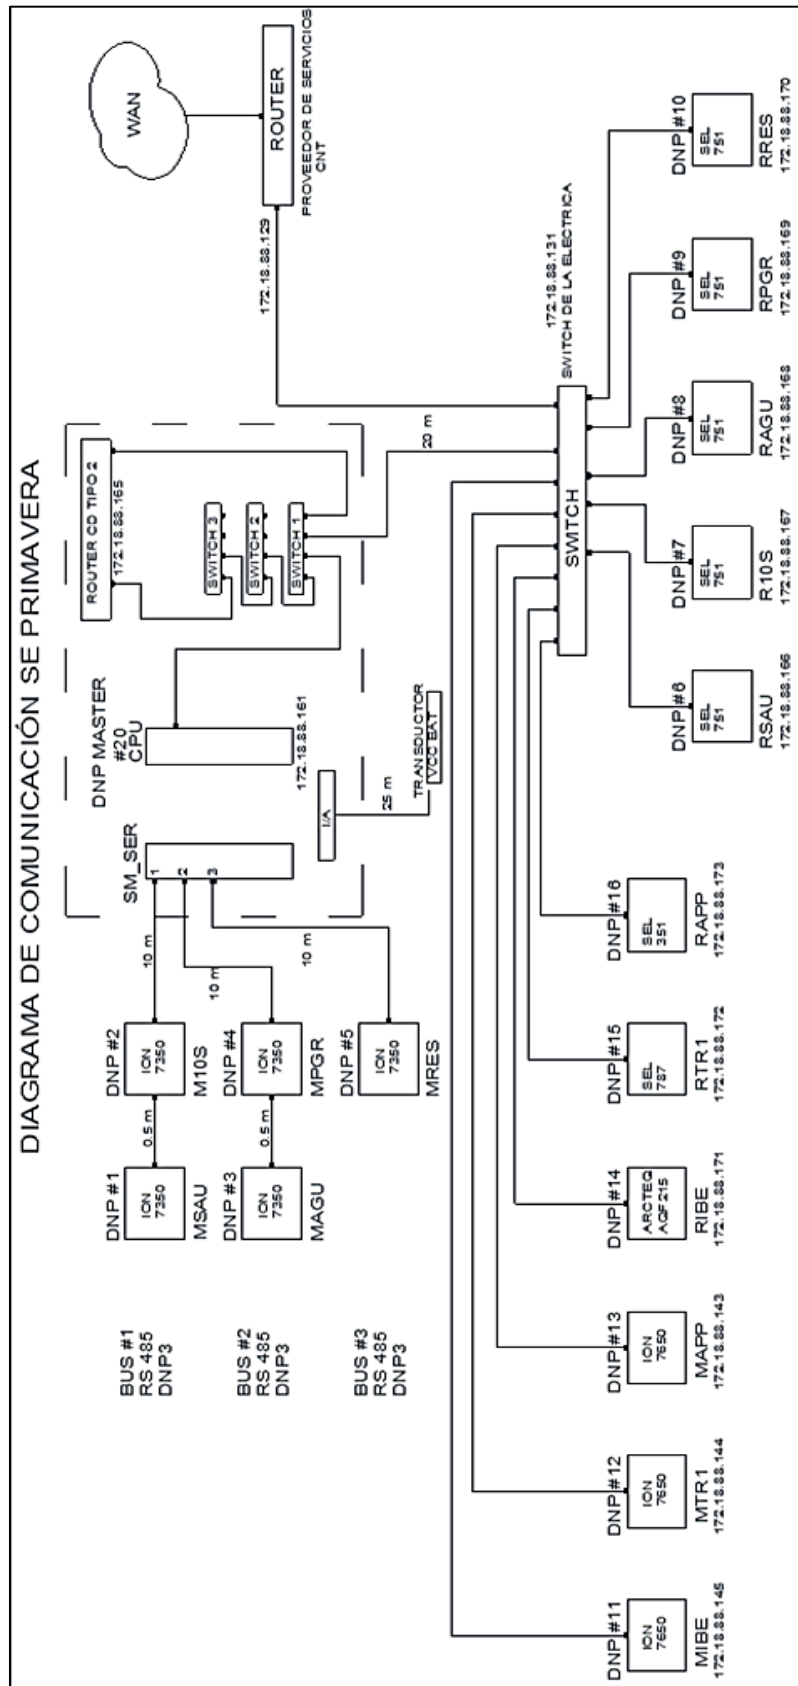 DIAGRAMA DE COMUNICACIÓN SE PRIMAVERA
BUS #1
RS 485
DNP3
DNP #1
ION
7350
MSAU
0.5 m
DNP #2
ION
7350
M10S
10 m
BUS #2
RS 485
DNP3
DNP #3
ION
7350
MAGU
0.5 m
DNP #4
ION
7350
MPGR
10 m
BUS #3
RS 485
DNP3
DNP #5
ION
7350
MRES
10 m
SM_SER
1
2
3
DNP MASTER
#20
CPU
172.18.88.161
I/A
25 m
TRANSDUCTOR
VCC BAT
ROUTER CD TIPO 2
172.18.88.165
SWITCH 3
SWITCH 2
SWITCH 1
20 m
WAN
ROUTER
PROVEEDOR DE SERVICIOS
CNT
172.18.88.129
172.18.88.131
SWITCH DE LA ELECTRICA
SWITCH
DNP #11
ION
7650
MIBE
172.18.88.145
DNP #12
ION
7650
MTR1
172.18.88.144
DNP #13
ION
7650
MAPP
172.18.88.143
DNP #14
ARCTEQ
AQF215
RIBE
172.18.88.171
DNP #15
SEL
787
RTR1
172.18.88.172
DNP #16
SEL
351
RAPP
172.18.88.173
DNP #6
SEL
751
RSAU
172.18.88.166
DNP #7
SEL
751
R10S
172.18.88.167
DNP #8
SEL
751
RAGU
172.18.88.168
DNP #9
SEL
751
RPGR
172.18.88.169
DNP #10
SEL
751
RRES
172.18.88.170